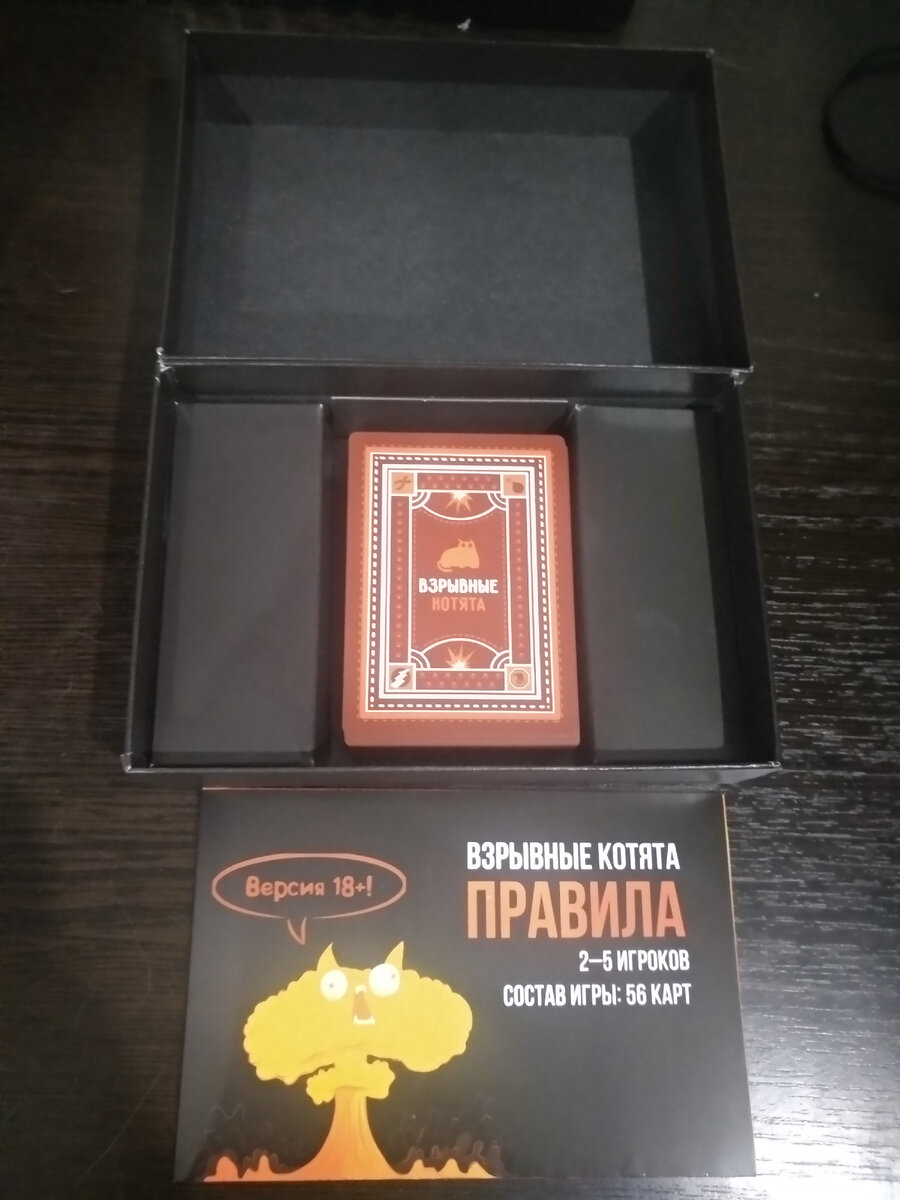 ВЗРЫВНЫЕ
КОТЯТА
Версия 18+!
ВЗРЫВНЫЕ КОТЯТА
ПРАВИЛА
2–5 ИГРОКОВ
СОСТАВ ИГРЫ: 56 КАРТ